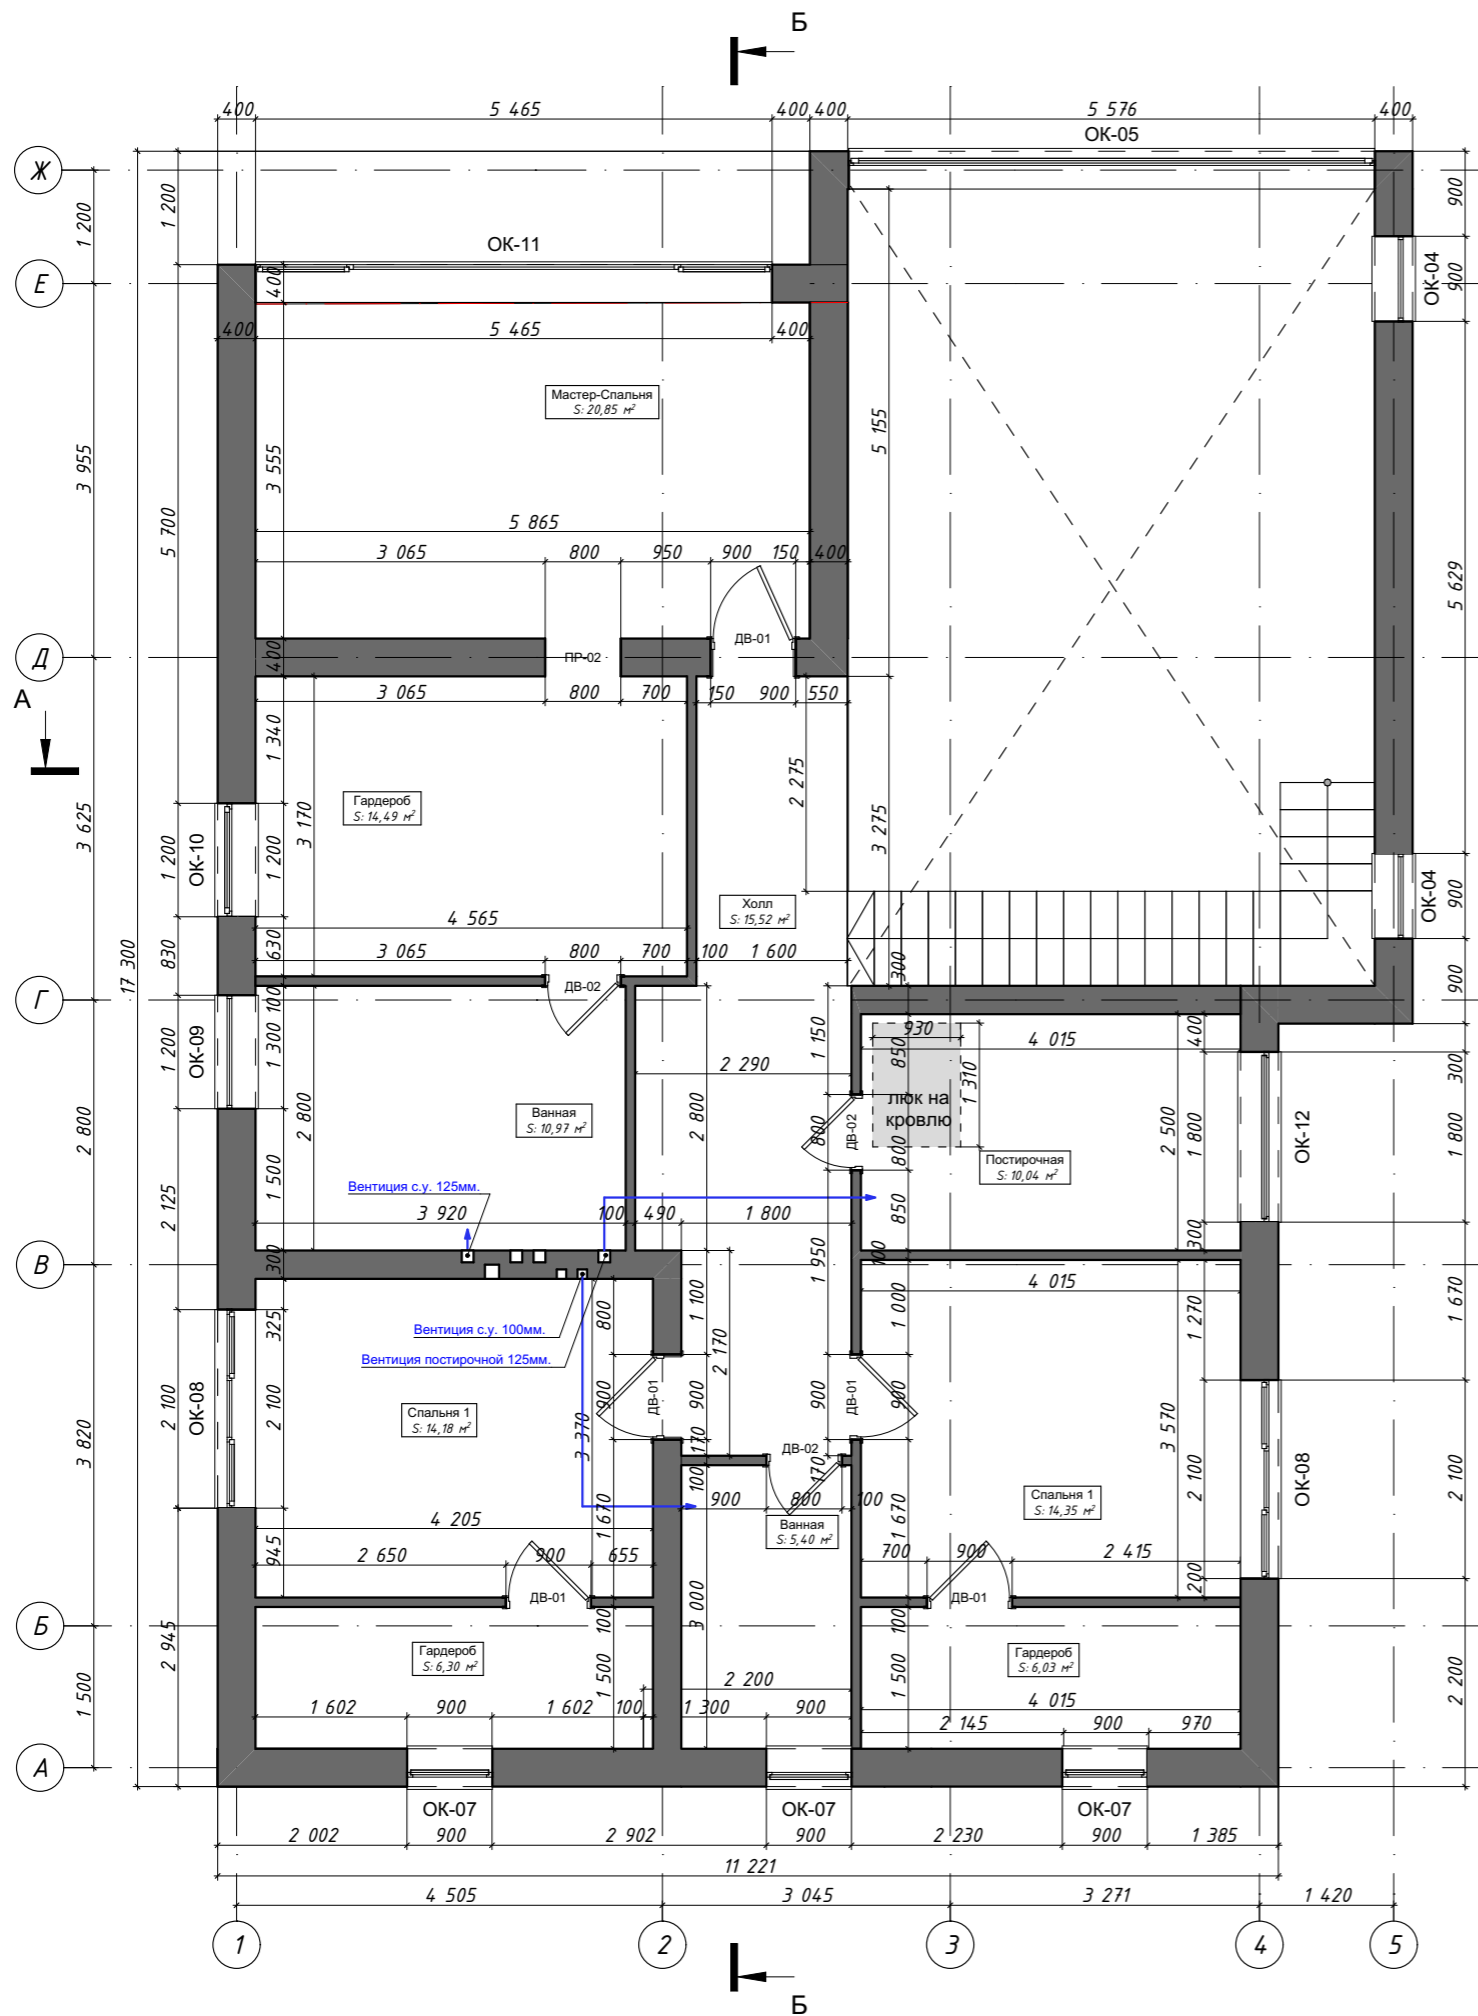 Б
400
5 465
400
400
5 576
400
ОК-05
Ж
1 200
1 200
900
ОК-11
Е
400
ОК-04
900
400
5 465
400
Мастер-Спальня
S: 20,85 м²
3 955
3 555
5 155
5 700
5 865
3 065
800
950
900
150
400
5 629
Д
400
ПР-02
ДВ-01
А
3 065
800
700
150
900
550
1 340
2 275
Гардероб
S: 14,49 м²
3 625
3 170
3 275
ОК-10
1 200
1 200
Холл
S: 15,52 м²
ОК-04
900
4 565
17 300
830
630
3 065
800
700
100
1 600
300
900
Г
100
ДВ-02
930
4 015
400
ОК-09
1 200
1 300
1 150
850
1 310
300
2 290
люк на
кровлю
Ванная
S: 10,97 м²
2 800
2 800
2 800
800
ДВ-02
800
2 500
1 800
ОК-12
1 800
Постирочная
S: 10,04 м²
Вентиция с.у. 125мм.
2 125
1 500
3 920
100
490
1 800
850
В
300
1 950
100
300
4 015
325
800
1 100
1 000
1 270
1 670
Вентиция с.у. 100мм.
2 170
Вентиция постирочной 125мм.
ОК-08
2 100
2 100
Спальня 1
S: 14,18 м²
900
ДВ-01
900
900
ДВ-01
900
3 820
3 370
170
ДВ-02
3 570
100
170
2 100
ОК-08
2 100
900
800
100
Спальня 1
S: 14,35 м²
4 205
1 670
Ванная
S: 5,40 м²
1 670
945
2 650
900
655
700
900
2 415
200
ДВ-01
ДВ-01
Б
100
3 000
100
2 945
Гардероб
S: 6,30 м²
Гардероб
S: 6,03 м²
1 500
1 500
2 200
1 500
4 015
2 200
1 602
900
1 602
100
1 300
900
2 145
900
970
А
ОК-07
ОК-07
ОК-07
2 002
900
2 902
900
2 230
900
1 385
11 221
4 505
3 045
3 271
1 420
1
2
3
4
5
Б